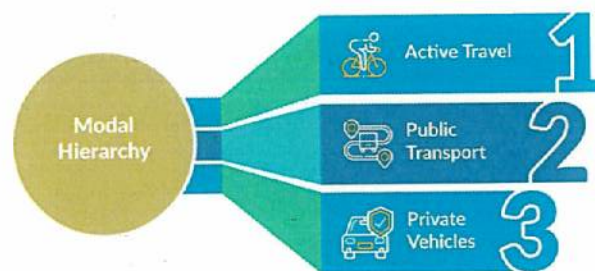 Modal
Hierarchy
Active Travel
1
Public
Transport
2
Private
Vehicles
3